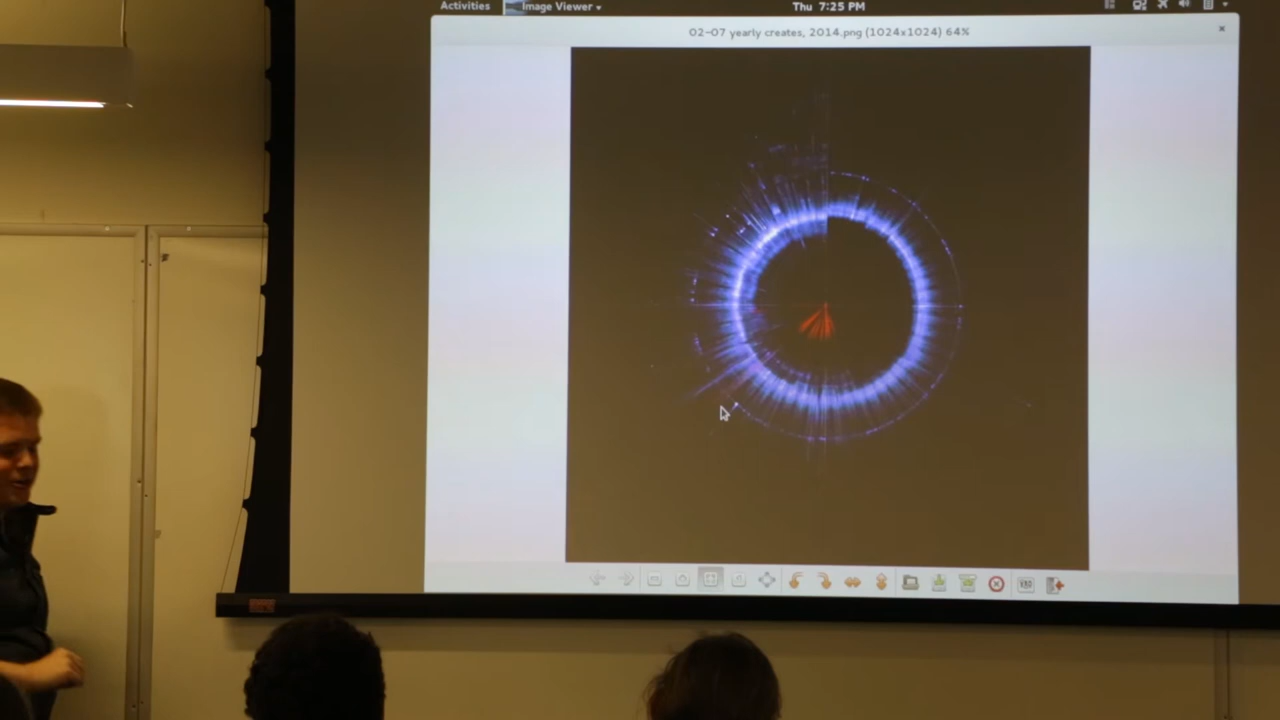 Activities Image Viewer Thu 7:25 PM
02-07 yearly creates, 2014.png (1024x1024) 64%